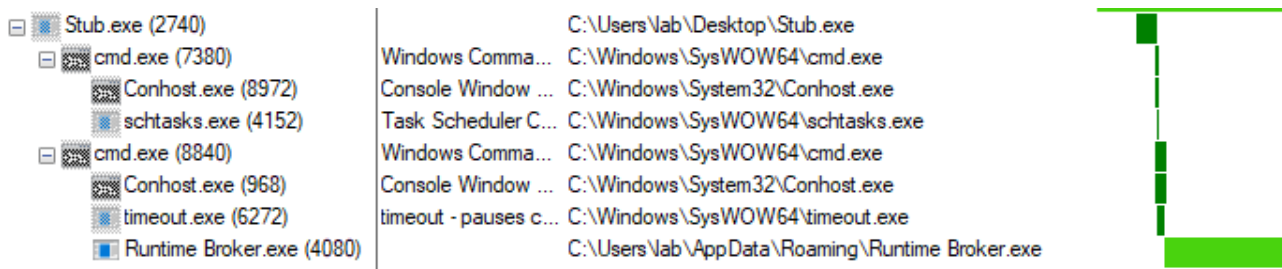 Stub.exe (2740) C:\Users\lab\Desktop\Stub.exe
cmd.exe (7380) Windows Comma... C:\Windows\SysWOW64\cmd.exe
Conhost.exe (8972) Console Window ... C:\Windows\System32\Conhost.exe
schtasks.exe (4152) Task Scheduler C... C:\Windows\SysWOW64\schtasks.exe
cmd.exe (8840) Windows Comma... C:\Windows\SysWOW64\cmd.exe
Conhost.exe (968) Console Window ... C:\Windows\System32\Conhost.exe
timeout.exe (6272) timeout - pauses c... C:\Windows\SysWOW64\timeout.exe
Runtime Broker.exe (4080) C:\Users\lab\AppData\Roaming\Runtime Broker.exe